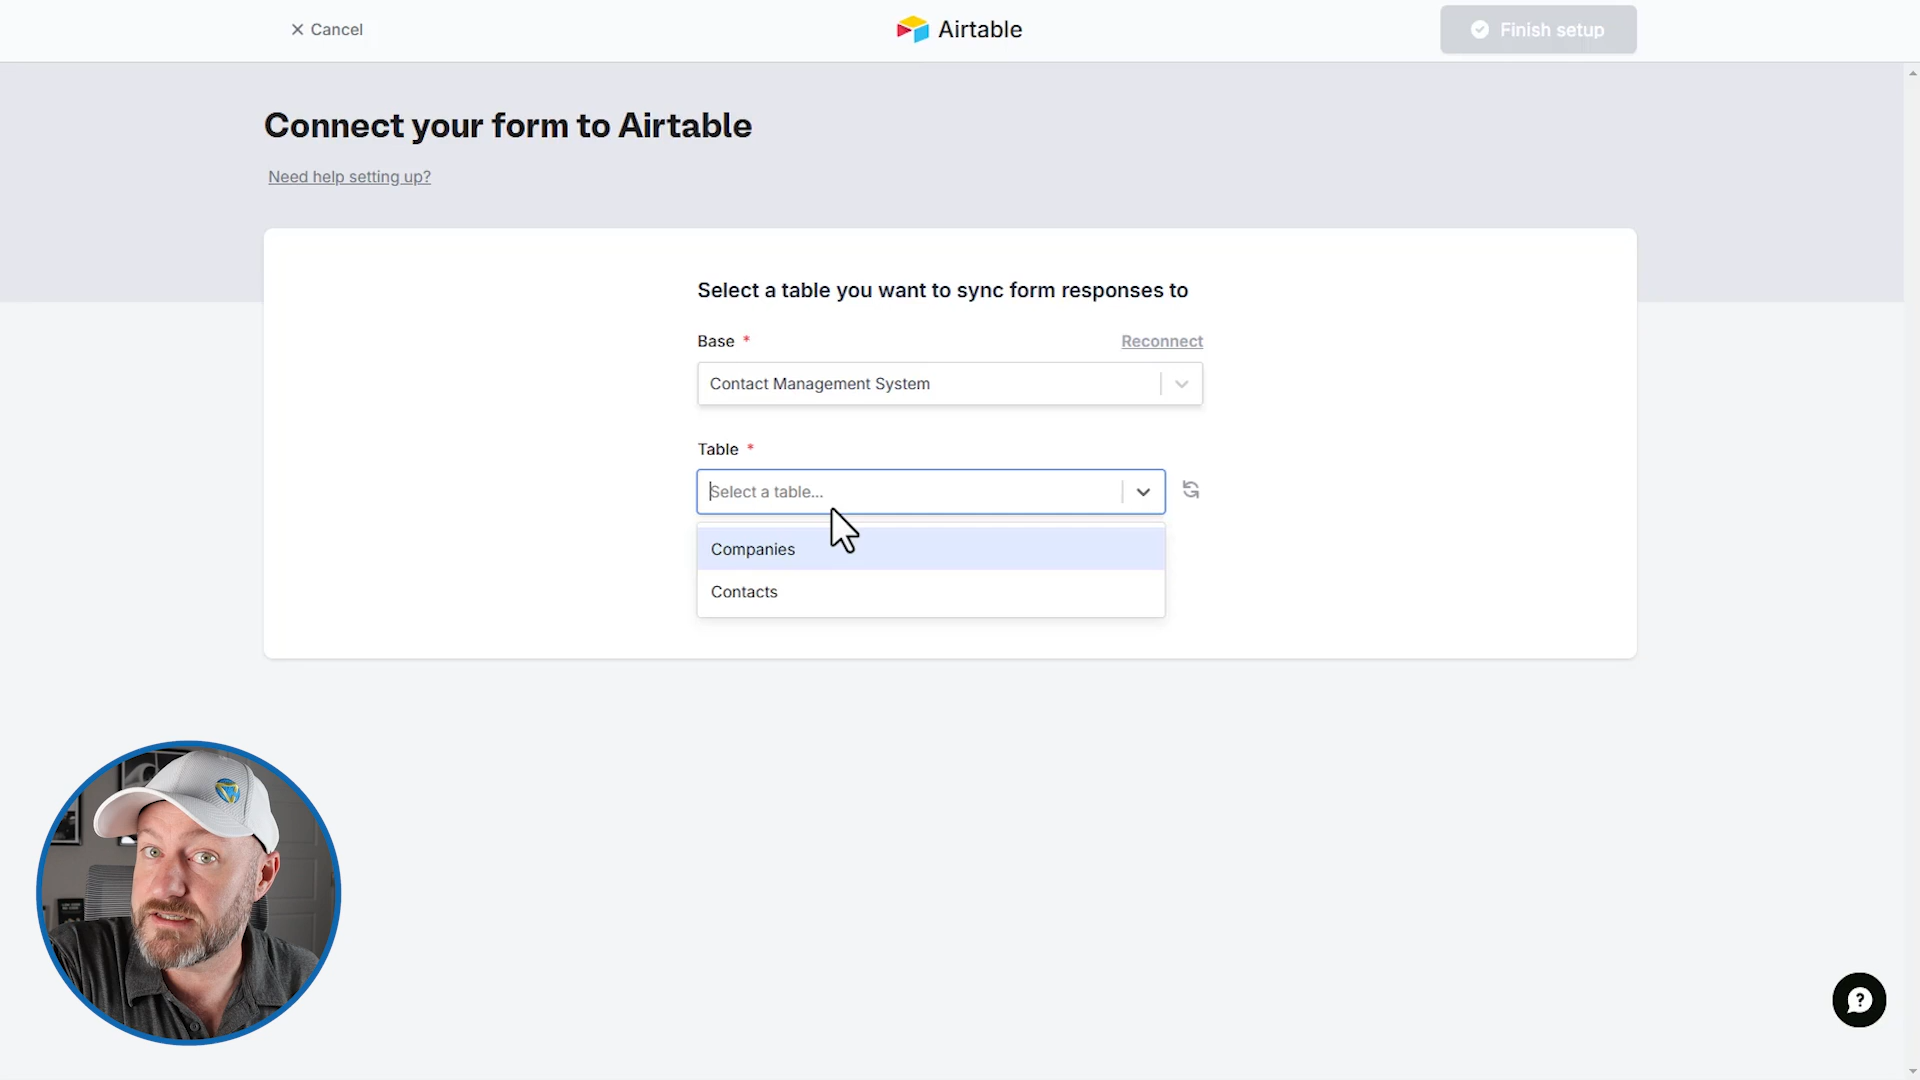 Cancel
Airtable
Finish setup
Connect your form to Airtable
Need help setting up?
Select a table you want to sync form responses to
Base *
Reconnect
Contact Management System
Table *
Select a table...
Companies
Contacts